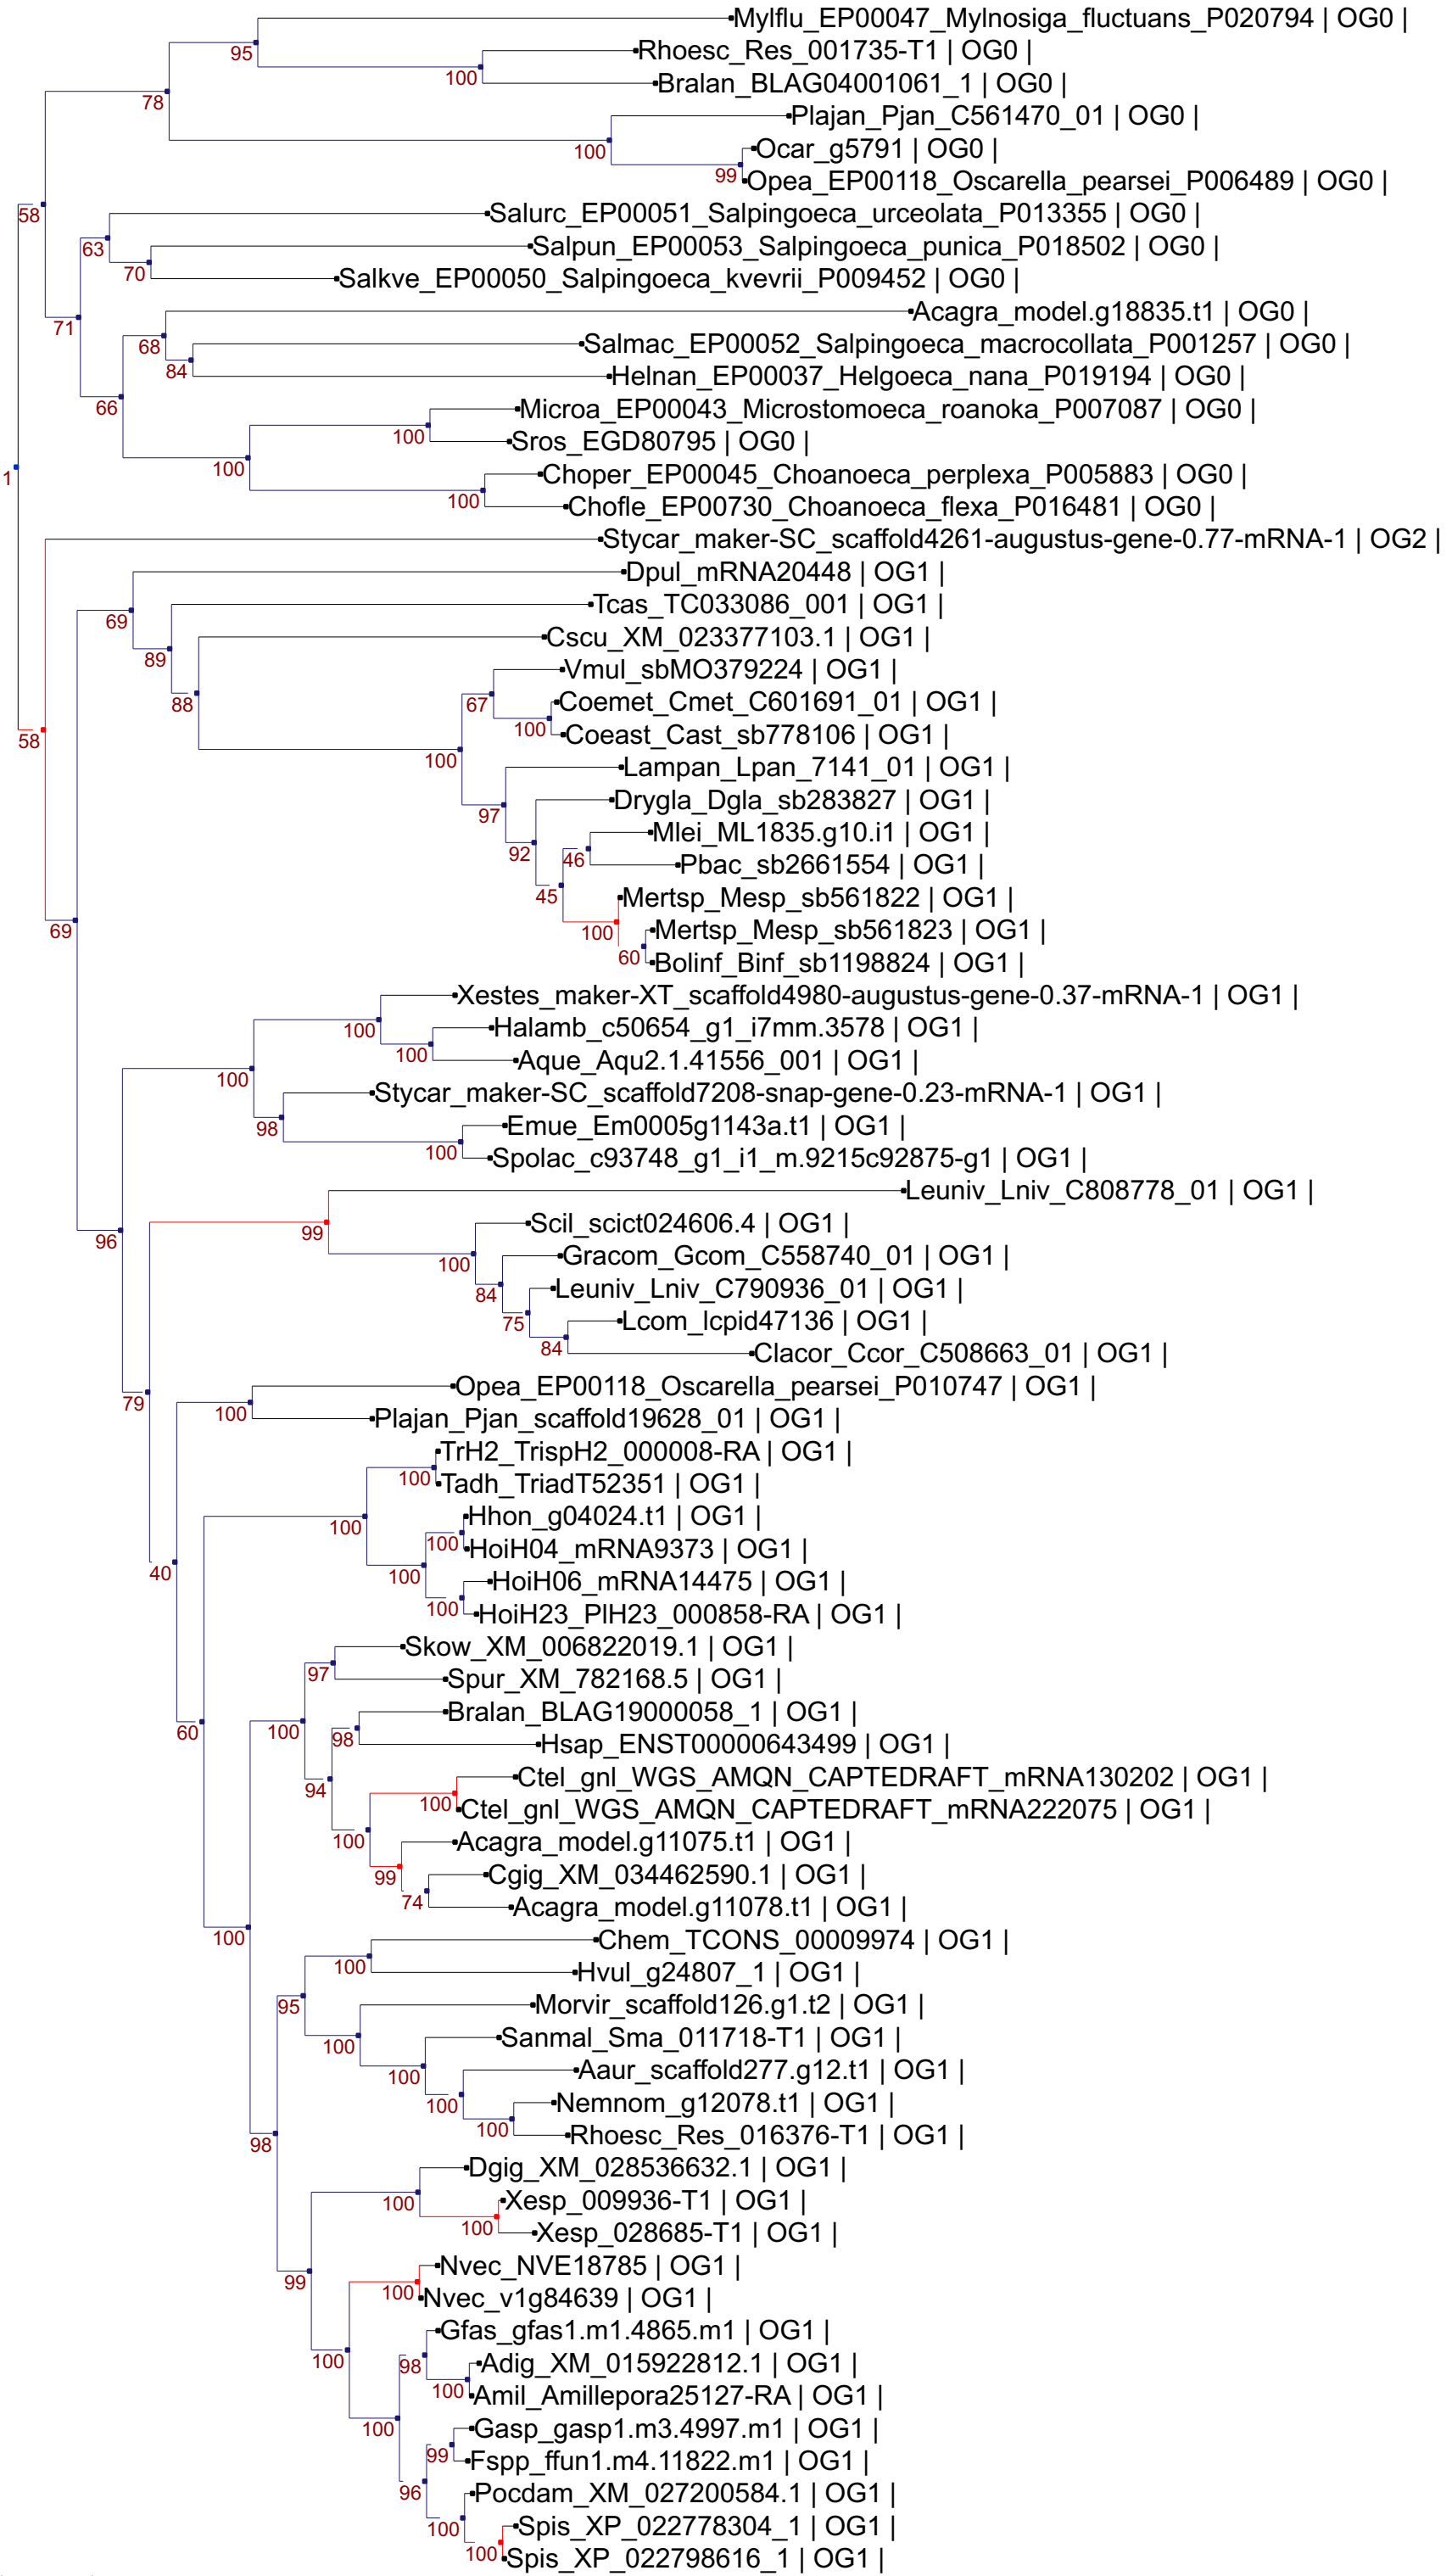 Mylflu_EP00047_Mylnosiga_fluctuans_P020794 | OG0 |
95
Rhoesc_Res_001735-T1 | OG0 |
100
Bralan_BLAG04001061_1 | OG0 |
78
Plajan_Pjan_C561470_01 | OG0 |
100
Ocar_g5791 | OG0 |
99
Opea_EP00118_Oscarella_pearsei_P006489 | OG0 |
58
Salurc_EP00051_Salpingoeca_urceolata_P013355 | OG0 |
63
Salpun_EP00053_Salpingoeca_punica_P018502 | OG0 |
70
Salkve_EP00050_Salpingoeca_kvevrii_P009452 | OG0 |
71
Acagra_model.g18835.t1 | OG0 |
68
Salmac_EP00052_Salpingoeca_macrocollata_P001257 | OG0 |
84
Helnan_EP00037_Helgoeca_nana_P019194 | OG0 |
66
Microa_EP00043_Microstomoeca_roanoka_P007087 | OG0 |
100
Sros_EGD80795 | OG0 |
100
Choper_EP00045_Choanoeca_perplexa_P005883 | OG0 |
1
100
Chofle_EP00730_Choanoeca_flexa_P016481 | OG0 |
Stycar_maker-SC_scaffold4261-augustus-gene-0.77-mRNA-1 | OG2 |
Dpul_mRNA20448 | OG1 |
69
Tcas_TC033086_001 | OG1 |
Cscu_XM_023377103.1 | OG1 |
89
Vmul_sbMO379224 | OG1 |
88
67
Coemet_Cmet_C601691_01 | OG1 |
100
Coeast_Cast_sb778106 | OG1 |
58
100
Lampan_Lpan_7141_01 | OG1 |
Drygla_Dgla_sb283827 | OG1 |
97
Mlei_ML1835.g10.i1 | OG1 |
92
46
Pbac_sb2661554 | OG1 |
45
Mertsp_Mesp_sb561822 | OG1 |
69
100
Mertsp_Mesp_sb561823 | OG1 |
60
Bolinf_Binf_sb1198824 | OG1 |
Xestes_maker-XT_scaffold4980-augustus-gene-0.37-mRNA-1 | OG1 |
100
Halamb_c50654_g1_i7mm.3578 | OG1 |
100
Aque_Aqu2.1.41556_001 | OG1 |
100
Stycar_maker-SC_scaffold7208-snap-gene-0.23-mRNA-1 | OG1 |
98
Emue_Em0005g1143a.t1 | OG1 |
100
Spolac_c93748_g1_i1_m.9215c92875-g1 | OG1 |
Leuniv_Lniv_C808778_01 | OG1 |
96
99
Scil_scict024606.4 | OG1 |
100
Gracom_Gcom_C558740_01 | OG1 |
84
Leuniv_Lniv_C790936_01 | OG1 |
75
Lcom_lcpid47136 | OG1 |
84
Clacor_Ccor_C508663_01 | OG1 |
79
Opea_EP00118_Oscarella_pearsei_P010747 | OG1 |
100
Plajan_Pjan_scaffold19628_01 | OG1 |
TrH2_TrispH2_000008-RA | OG1 |
100
Tadh_TriadT52351 | OG1 |
100
Hhon_g04024.t1 | OG1 |
100
HoiH04_mRNA9373 | OG1 |
40
100
HoiH06_mRNA14475 | OG1 |
100
HoiH23_PlH23_000858-RA | OG1 |
Skow_XM_006822019.1 | OG1 |
97
Spur_XM_782168.5 | OG1 |
60
100
Bralan_BLAG19000058_1 | OG1 |
98
Hsap_ENST00000643499 | OG1 |
94
Ctel_gnl_WGS_AMQN_CAPTEDRAFT_mRNA130202 | OG1 |
100
Ctel_gnl_WGS_AMQN_CAPTEDRAFT_mRNA222075 | OG1 |
100
Acagra_model.g11075.t1 | OG1 |
99
Cgig_XM_034462590.1 | OG1 |
74
Acagra_model.g11078.t1 | OG1 |
100
Chem_TCONS_00009974 | OG1 |
100
Hvul_g24807_1 | OG1 |
95
Morvir_scaffold126.g1.t2 | OG1 |
100
Sanmal_Sma_011718-T1 | OG1 |
100
Aaur_scaffold277.g12.t1 | OG1 |
100
Nemnom_g12078.t1 | OG1 |
100
Rhoesc_Res_016376-T1 | OG1 |
98
Dgig_XM_028536632.1 | OG1 |
100
Xesp_009936-T1 | OG1 |
100
Xesp_028685-T1 | OG1 |
Nvec_NVE18785 | OG1 |
99
100
Nvec_v1g84639 | OG1 |
Gfas_gfas1.m1.4865.m1 | OG1 |
100
98
Adig_XM_015922812.1 | OG1 |
100
Amil_Amillepora25127-RA | OG1 |
100
Gasp_gasp1.m3.4997.m1 | OG1 |
99
Fspp_ffun1.m4.11822.m1 | OG1 |
96
Pocdam_XM_027200584.1 | OG1 |
100
Spis_XP_022778304_1 | OG1 |
100
Spis_XP_022798616_1 | OG1 |